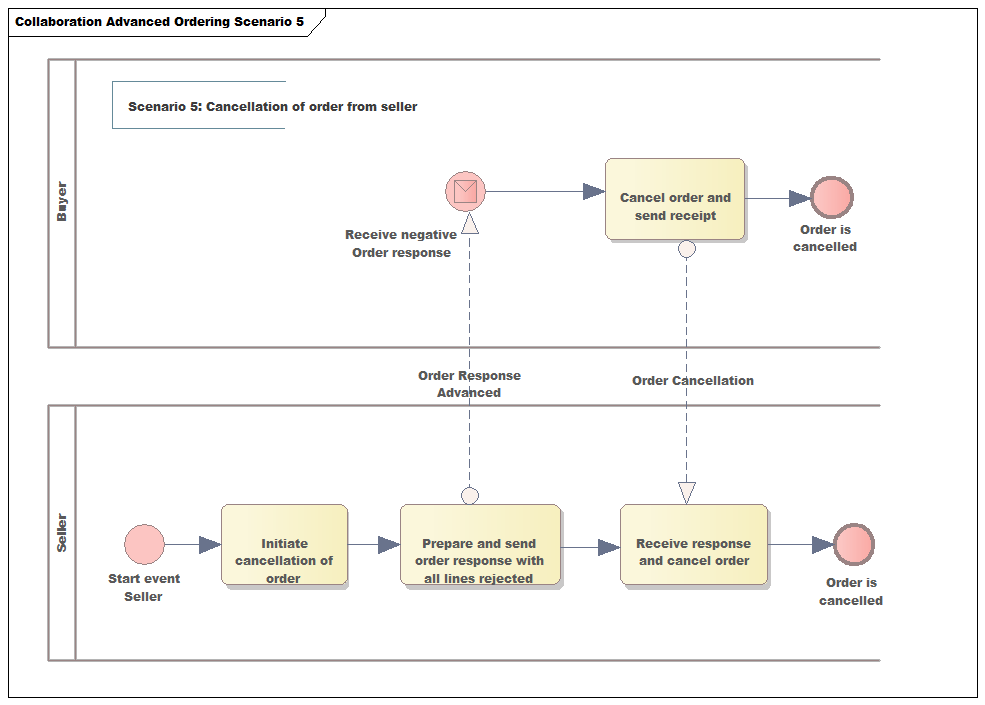 Collaboration Advanced Ordering Scenario 5
Buyer
Scenario 5: Cancellation of order from seller
Receive negative
Order response
Cancel order and
send receipt
Order is
cancelled
Order Response
Advanced
Order Cancellation
Seller
Start event
Seller
Initiate
cancellation of
order
Prepare and send
order response with
all lines rejected
Receive response
and cancel order
Order is
cancelled